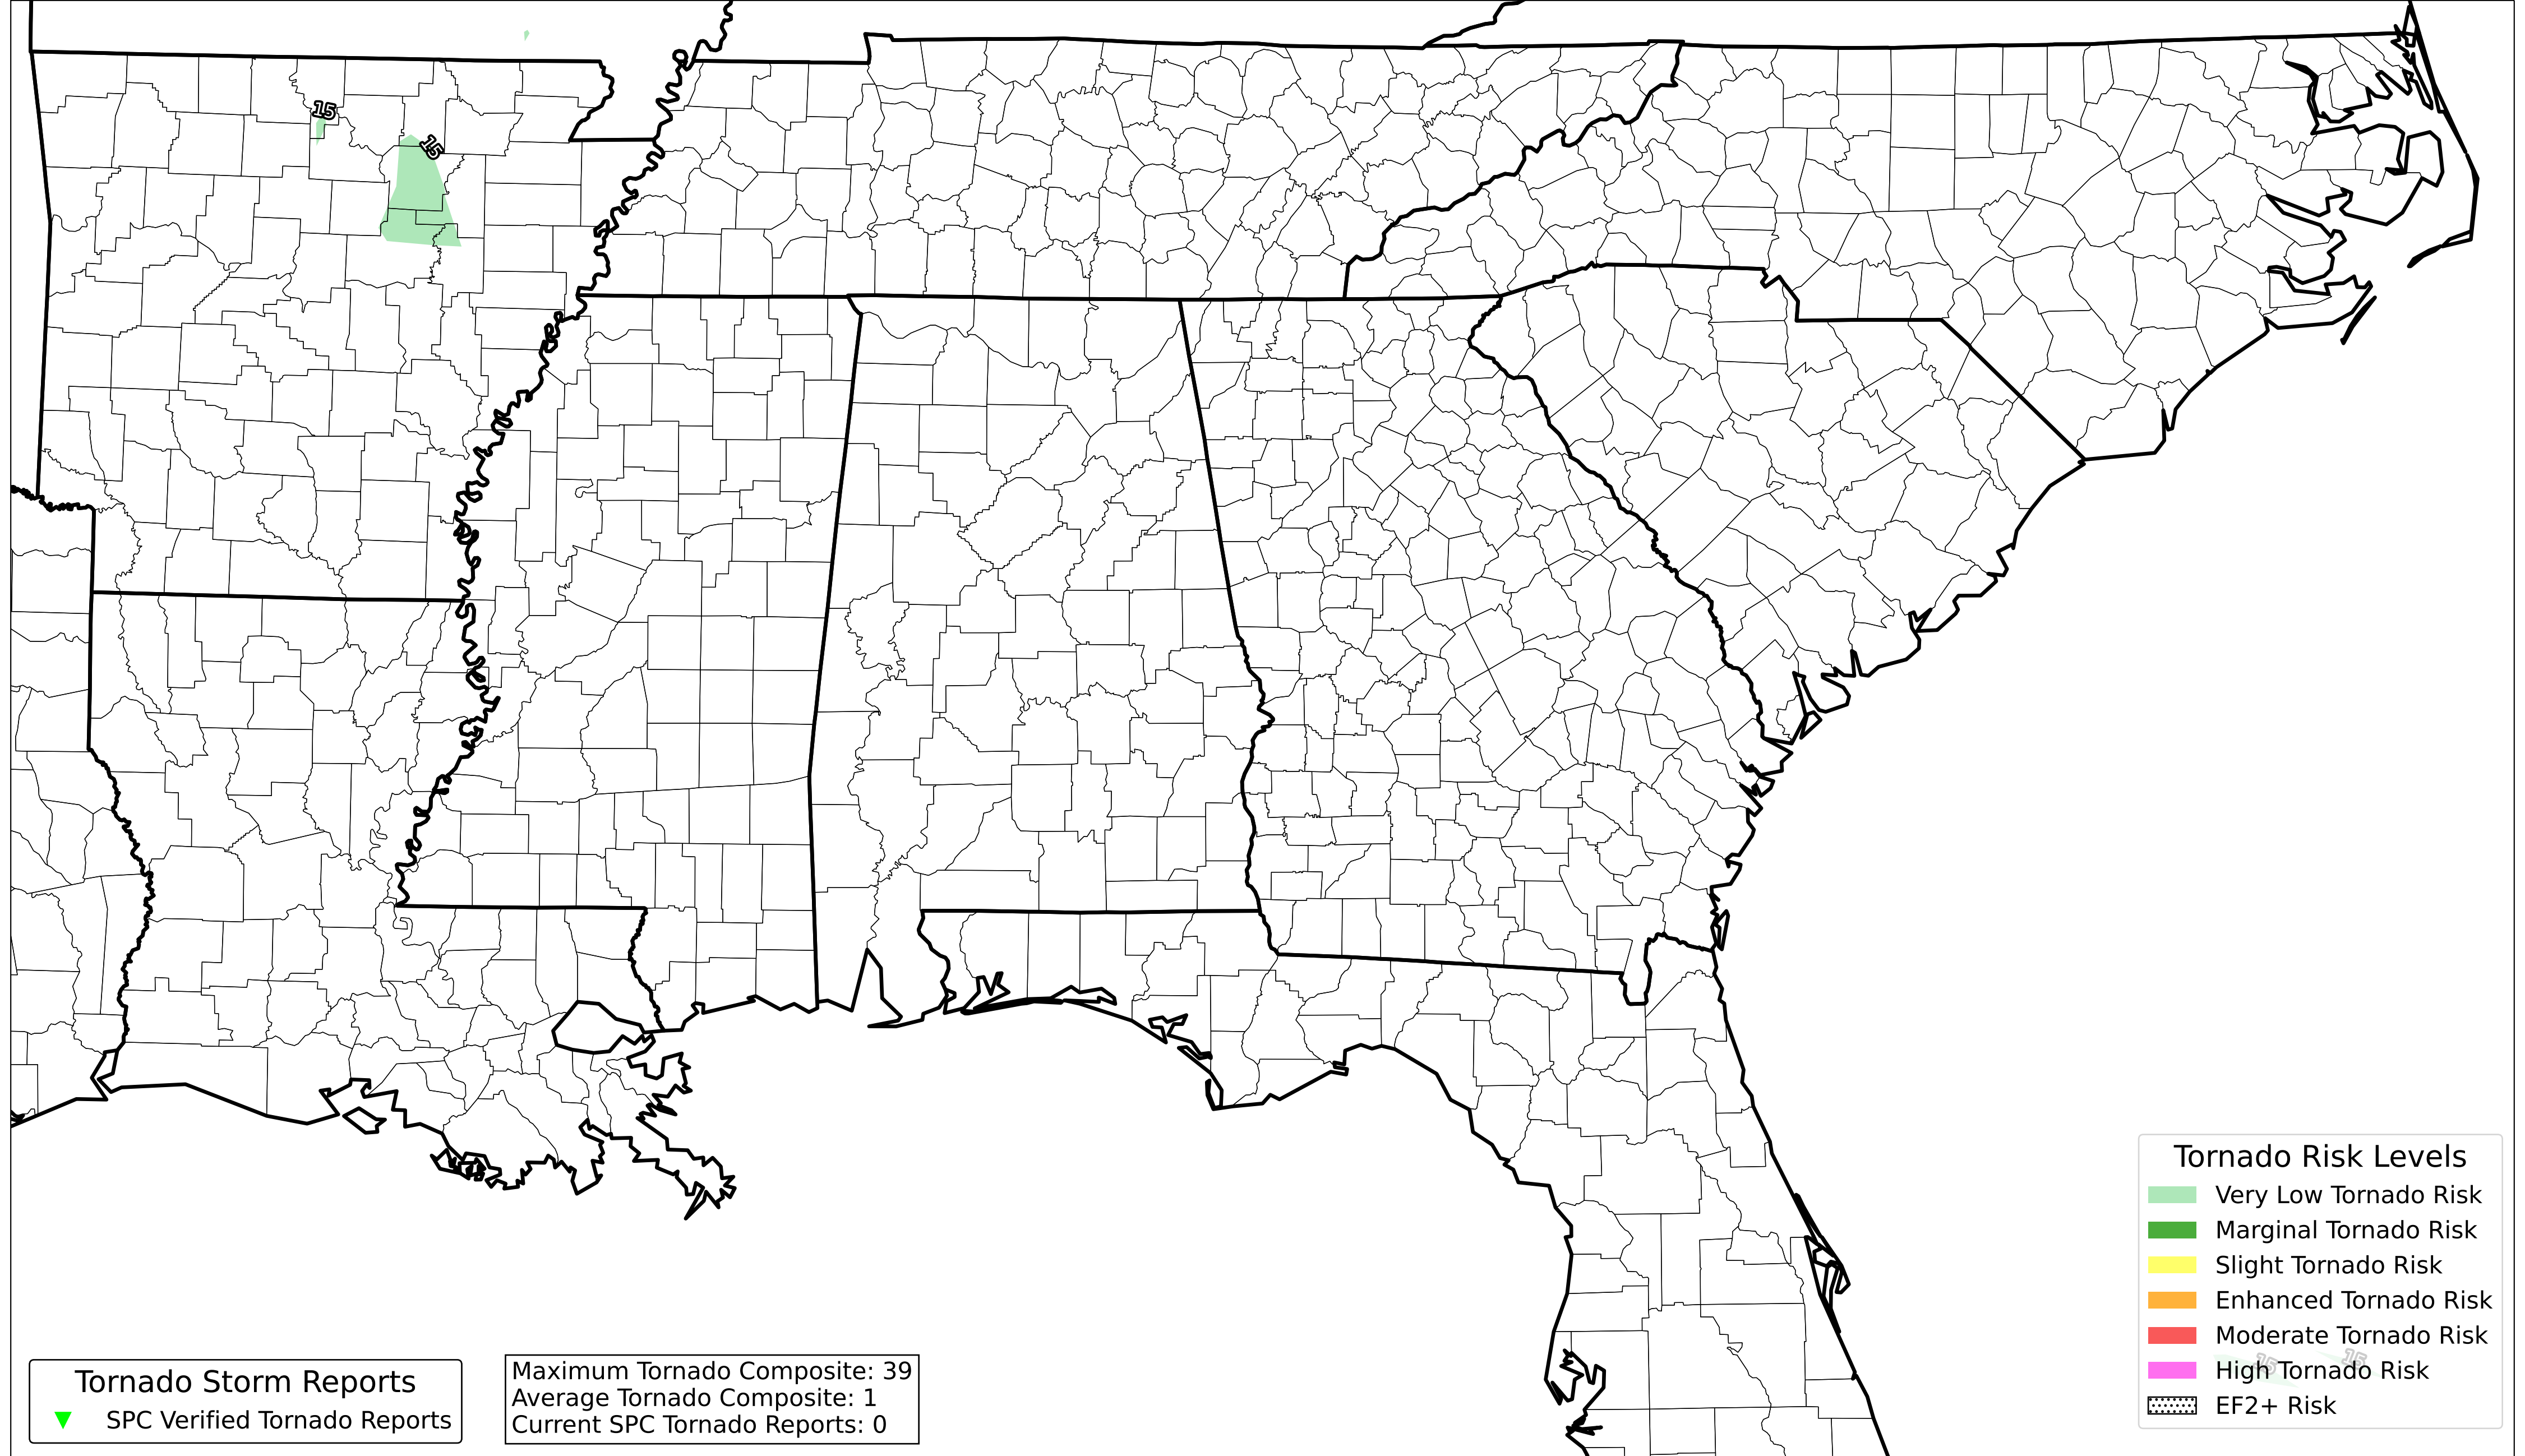 15
15
Tornado Risk Levels
Very Low Tornado Risk
Marginal Tornado Risk
Slight Tornado Risk
Enhanced Tornado Risk
Moderate Tornado Risk
15
15
High Tornado Risk
EF2+ Risk
Tornado Storm Reports
SPC Verified Tornado Reports
Maximum Tornado Composite: 39
Average Tornado Composite: 1
Current SPC Tornado Reports: 0